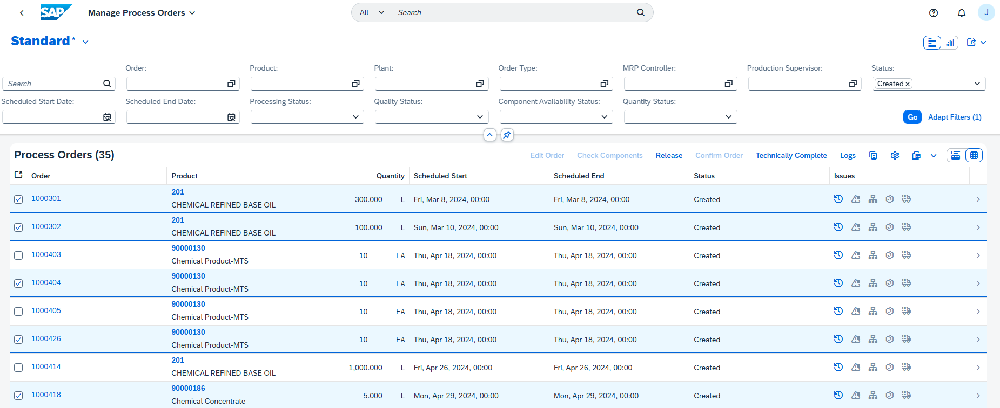 SAP Manage Process Orders All Search J
Standard *
Order: Product: Plant: Order Type: MRP Controller: Production Supervisor: Status:
Search Created
Scheduled Start Date: Scheduled End Date: Processing Status: Quality Status: Component Availability Status: Quantity Status:
Go Adapt Filters (1)
Process Orders (35) Edit Order Check Components Release Confirm Order Technically Complete Logs
Order Product Quantity Scheduled Start Scheduled End Status Issues
1000301 201 300.000 L Fri, Mar 8, 2024, 00:00 Fri, Mar 8, 2024, 00:00 Created
CHEMICAL REFINED BASE OIL
1000302 201 100.000 L Sun, Mar 10, 2024, 00:00 Sun, Mar 10, 2024, 00:00 Created
CHEMICAL REFINED BASE OIL
1000403 90000130 10 EA Thu, Apr 18, 2024, 00:00 Thu, Apr 18, 2024, 00:00 Created
Chemical Product-MTS
1000404 90000130 10 EA Thu, Apr 18, 2024, 00:00 Thu, Apr 18, 2024, 00:00 Created
Chemical Product-MTS
1000405 90000130 10 EA Thu, Apr 18, 2024, 00:00 Thu, Apr 18, 2024, 00:00 Created
Chemical Product-MTS
1000426 90000130 10 EA Thu, Apr 18, 2024, 00:00 Thu, Apr 18, 2024, 00:00 Created
Chemical Product-MTS
1000414 201 1,000.000 L Fri, Apr 26, 2024, 00:00 Fri, Apr 26, 2024, 00:00 Created
CHEMICAL REFINED BASE OIL
1000418 90000186 5.000 L Mon, Apr 29, 2024, 00:00 Mon, Apr 29, 2024, 00:00 Created
Chemical Concentrate